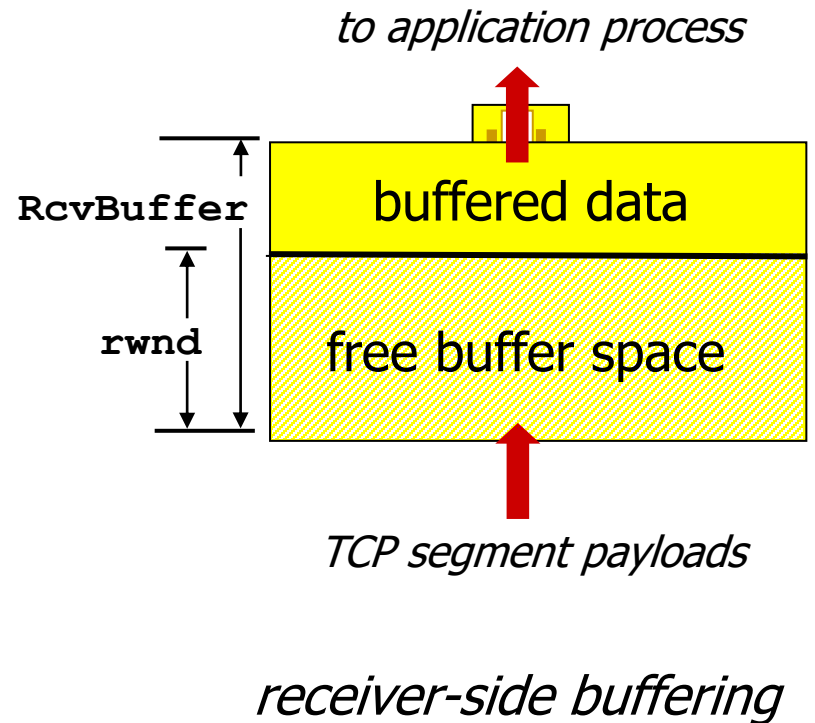 to application process
RcvBuffer
buffered data
rwnd
free buffer space
TCP segment payloads
receiver-side buffering